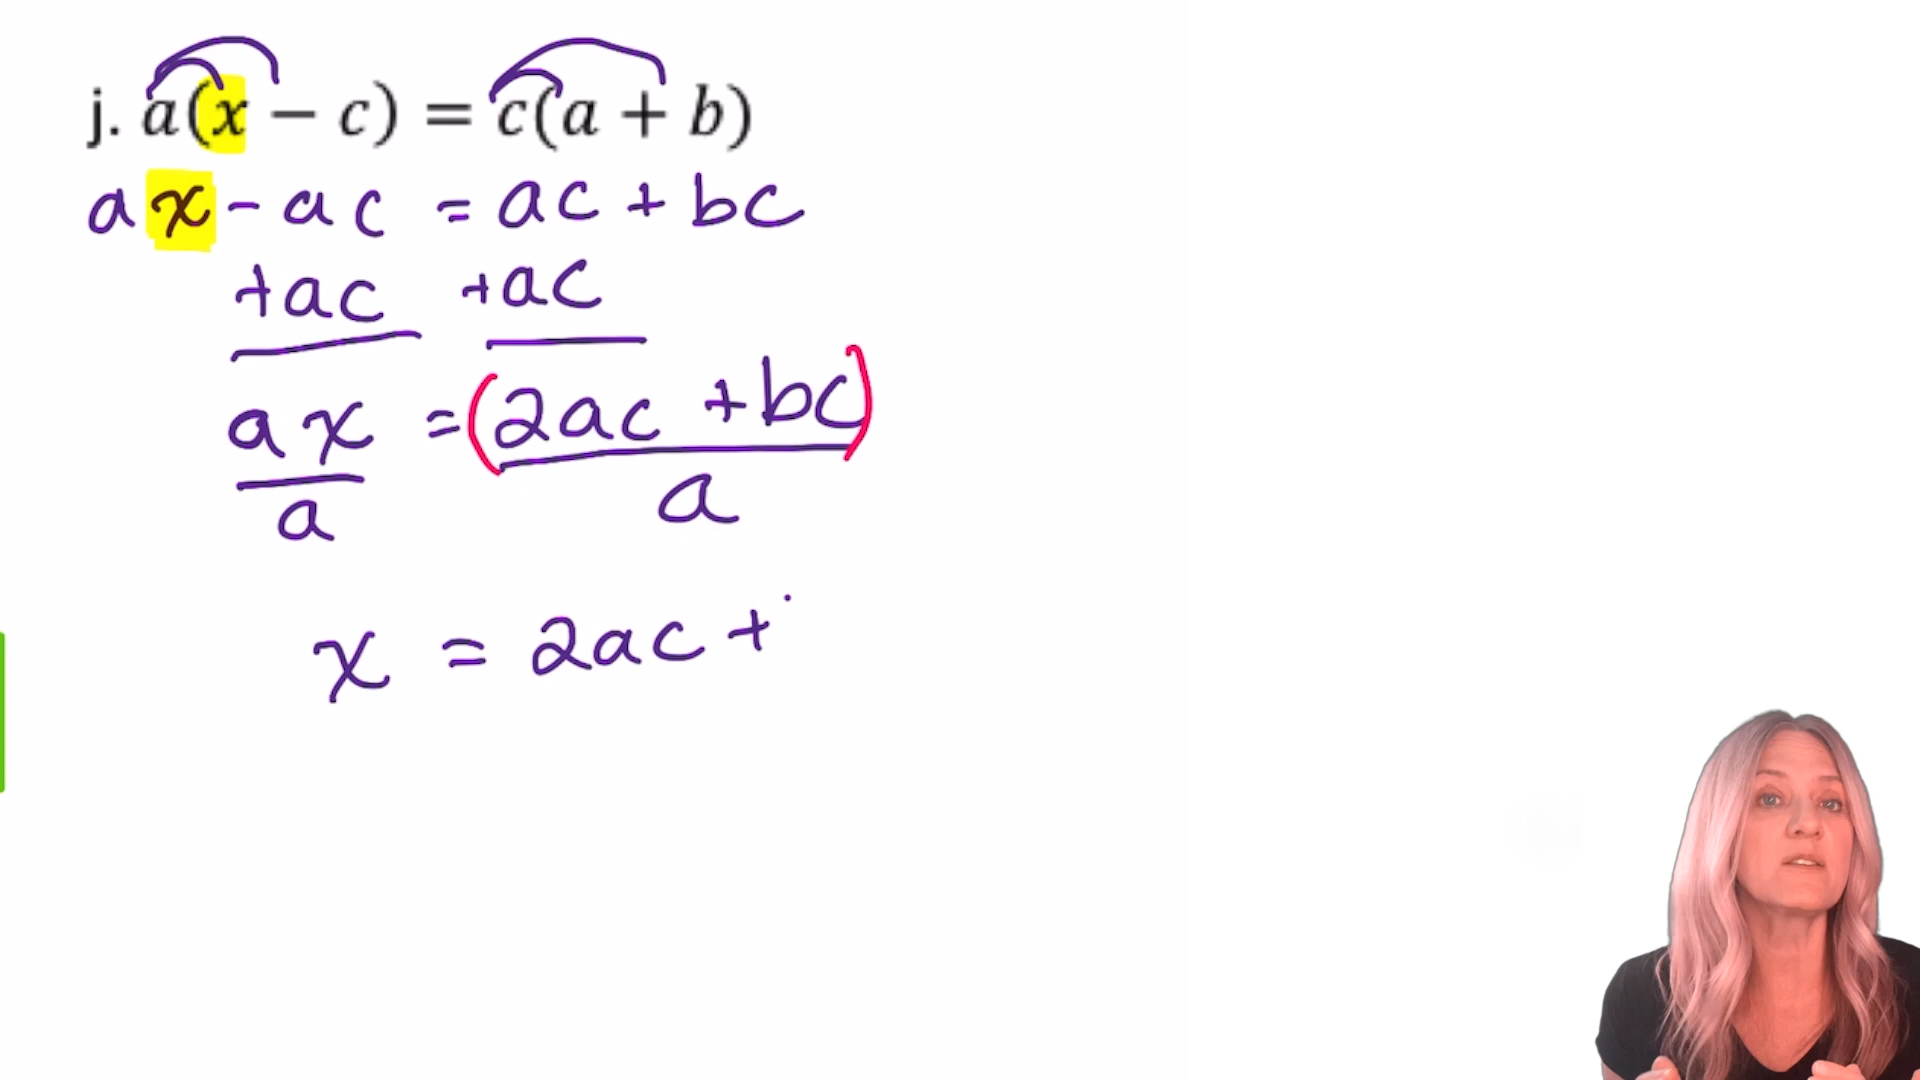 j. a(x − c) = c(a + b)
ax - ac = ac + bc
+ac +ac
ax = (2ac + bc)
a a
x = 2ac +